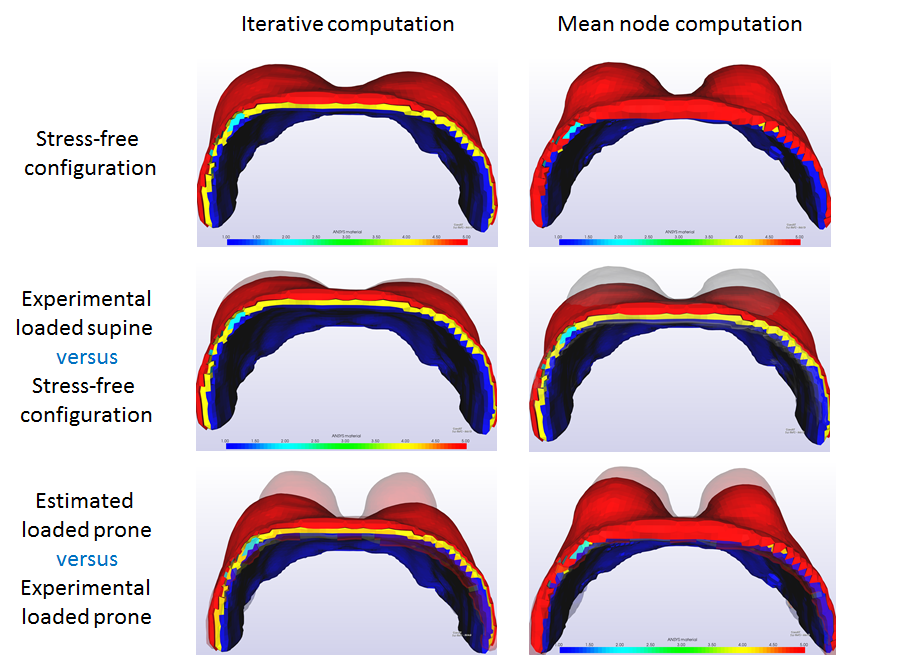 Iterative computation
Mean node computation
Stress-free
configuration
ANSYS material
1.00 1.50 2.00 2.50 3.00 3.50 4.00 4.50 5.00
ANSYS material
1.00 1.50 2.00 2.50 3.00 3.50 4.00 4.50 5.00
Experimental
loaded supine
versus
Stress-free
configuration
ANSYS material
1.00 1.50 2.00 2.50 3.00 3.50 4.00 4.50 5.00
Estimated
loaded prone
versus
Experimental
loaded prone
ANSYS material
1.00 1.50 2.00 2.50 3.00 3.50 4.00 4.50 5.00